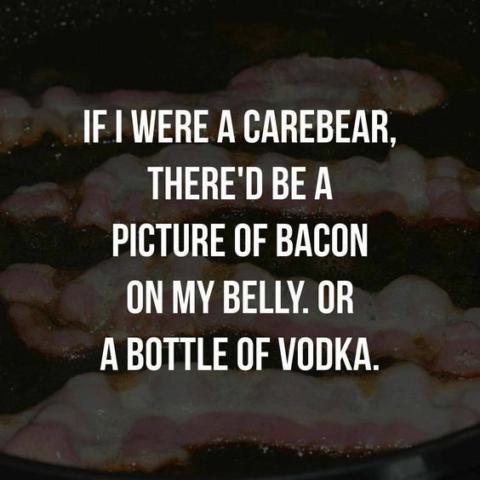 IF I WERE A CAREBEAR,
THERE'D BE A
PICTURE OF BACON
ON MY BELLY. OR
A BOTTLE OF VODKA.